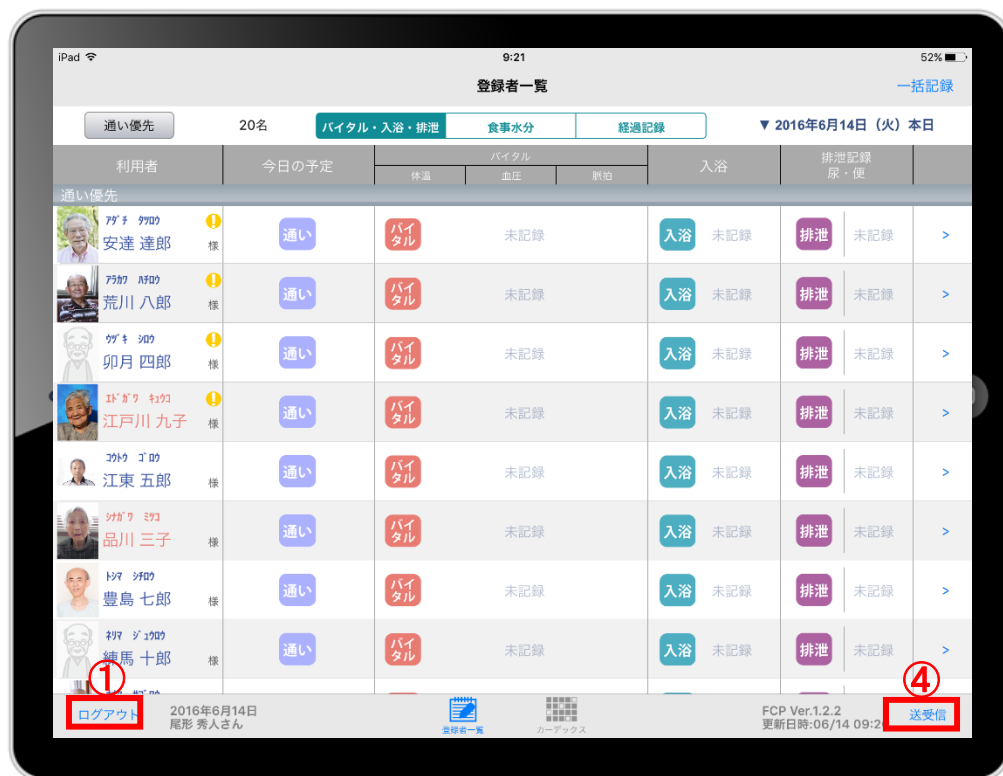 iPad 9:21 52%
登録者一覧 一括記録
通い優先 20名 バイタル・入浴・排泄 食事水分 経過記録 ▼ 2016年6月14日（火）本日
利用者 今日の予定 バイタル 入浴 排泄記録
体温 血圧 脈拍 尿・便
通い優先
ｱﾀﾞﾁ ﾀﾂﾛｳ
安達 達郎 様 通い バイタル 未記録 入浴 未記録 排泄 未記録 >
ｱﾗｶﾜ ﾊﾁﾛｳ
荒川 八郎 様 通い バイタル 未記録 入浴 未記録 排泄 未記録 >
ｳﾂﾞｷ ｼﾛｳ
卯月 四郎 様 通い バイタル 未記録 入浴 未記録 排泄 未記録 >
ｴﾄﾞｶﾞﾜ ｷｭｳｺ
江戸川 九子 様 通い バイタル 未記録 入浴 未記録 排泄 未記録 >
ｺｳﾄｳ ｺﾞﾛｳ
江東 五郎 様 通い バイタル 未記録 入浴 未記録 排泄 未記録 >
ｼﾅｶﾞﾜ ﾐﾂｺ
品川 三子 様 通い バイタル 未記録 入浴 未記録 排泄 未記録 >
ﾄｼﾏ ｼﾁﾛｳ
豊島 七郎 様 通い バイタル 未記録 入浴 未記録 排泄 未記録 >
ﾈﾘﾏ ｼﾞｭｳﾛｳ
練馬 十郎 様 通い バイタル 未記録 入浴 未記録 排泄 未記録 >
① ④
ログアウト 2016年6月14日 FCP Ver.1.2.2 送受信
尾形 秀人さん 更新日時:06/14 09:2
登録者一覧 カーデックス